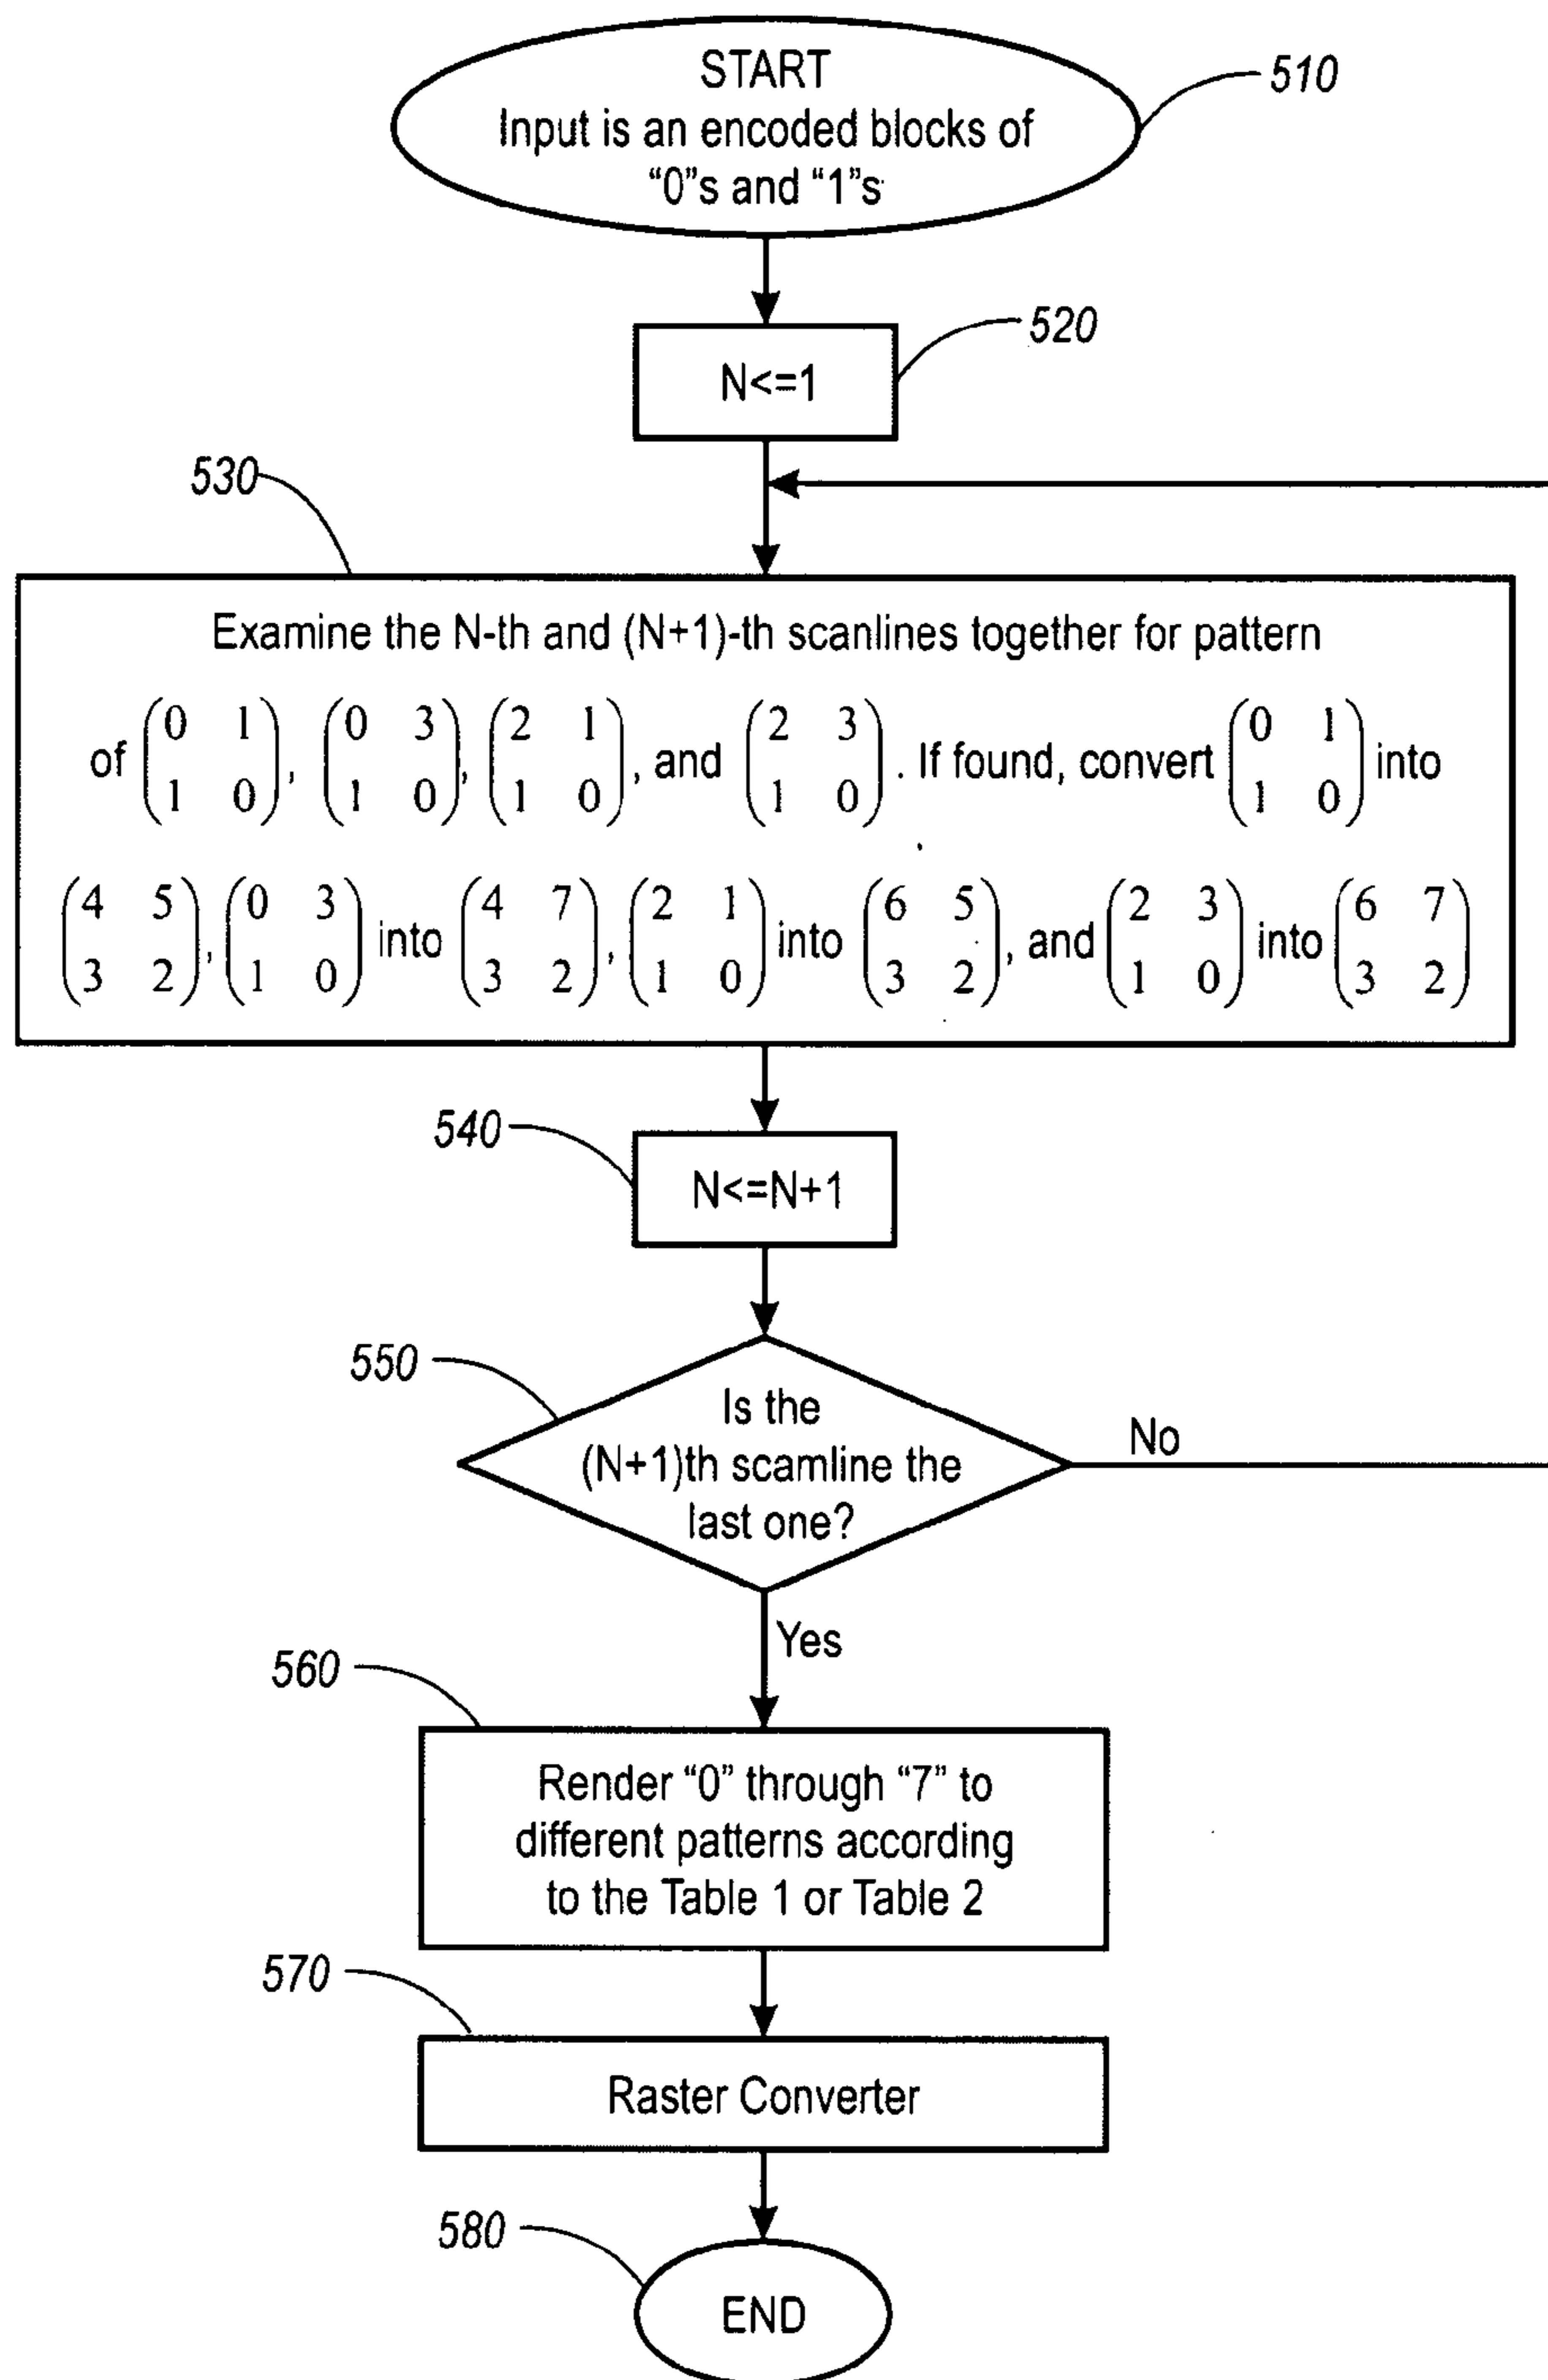 START
510
Input is an encoded blocks of
“0”s and “1”s
520
N<=1
530
Examine the N-th and (N+1)-th scanlines together for pattern
of (0 1 / 1 0), (0 3 / 1 0), (2 1 / 1 0), and (2 3 / 1 0). If found, convert (0 1 / 1 0) into
(4 5 / 3 2), (0 3 / 1 0) into (4 7 / 3 2), (2 1 / 1 0) into (6 5 / 3 2), and (2 3 / 1 0) into (6 7 / 3 2)
540
N<=N+1
550
Is the
No
(N+1)th scamline the
last one?
Yes
560
Render “0” through “7” to
different patterns according
to the Table 1 or Table 2
570
Raster Converter
580
END